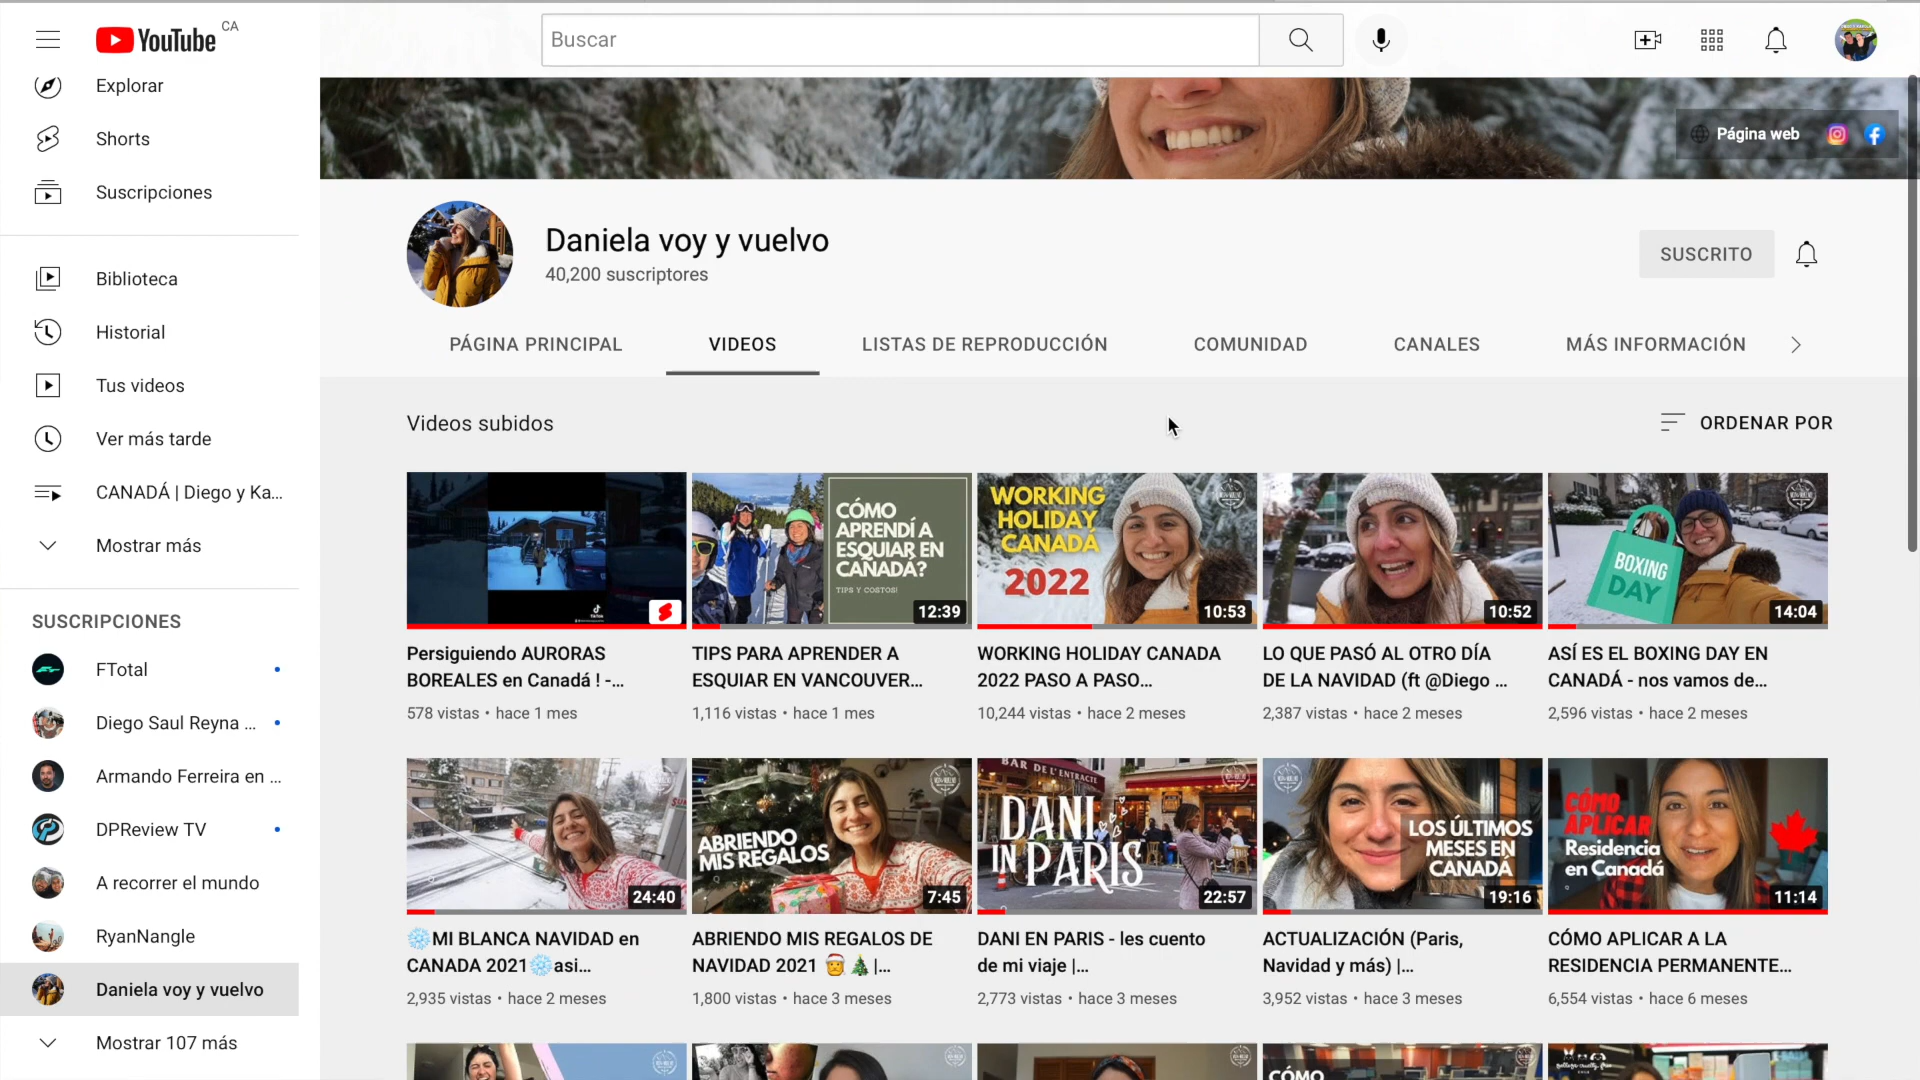 YouTube CA
Buscar
Explorar
Shorts
Suscripciones
Biblioteca
Historial
Tus videos
Ver más tarde
CANADÁ | Diego y Ka...
Mostrar más
SUSCRIPCIONES
FTotal
Diego Saul Reyna ...
Armando Ferreira en ...
DPReview TV
A recorrer el mundo
RyanNangle
Daniela voy y vuelvo
Mostrar 107 más
Página web
Daniela voy y vuelvo
40,200 suscriptores
SUSCRITO
PÁGINA PRINCIPAL
VIDEOS
LISTAS DE REPRODUCCIÓN
COMUNIDAD
CANALES
MÁS INFORMACIÓN
Videos subidos
ORDENAR POR
CÓMO
APRENDÍ A
ESQUIAR EN
CANADÁ?
TIPS Y COSTOS!
12:39
WORKING
HOLIDAY
CANADÁ
2022
10:53
10:52
BOXING
DAY
14:04
Persiguiendo AURORAS
BOREALES en Canadá ! -...
578 vistas • hace 1 mes
TIPS PARA APRENDER A
ESQUIAR EN VANCOUVER...
1,116 vistas • hace 1 mes
WORKING HOLIDAY CANADA
2022 PASO A PASO...
10,244 vistas • hace 2 meses
LO QUE PASÓ AL OTRO DÍA
DE LA NAVIDAD (ft @Diego ...
2,387 vistas • hace 2 meses
ASÍ ES EL BOXING DAY EN
CANADÁ - nos vamos de...
2,596 vistas • hace 2 meses
24:40
ABRIENDO
MIS REGALOS
7:45
BAR DE L'ENTRACTE
DANI
IN PARIS
22:57
LOS ÚLTIMOS
MESES EN
CANADÁ
19:16
CÓMO
APLICAR
Residencia
en Canadá
11:14
❄️MI BLANCA NAVIDAD en
CANADA 2021❄️asi...
2,935 vistas • hace 2 meses
ABRIENDO MIS REGALOS DE
NAVIDAD 2021 🎅🎄|...
1,800 vistas • hace 3 meses
DANI EN PARIS - les cuento
de mi viaje |...
2,773 vistas • hace 3 meses
ACTUALIZACIÓN (Paris,
Navidad y más) |...
3,952 vistas • hace 3 meses
CÓMO APLICAR A LA
RESIDENCIA PERMANENTE...
6,554 vistas • hace 6 meses
CÓMO